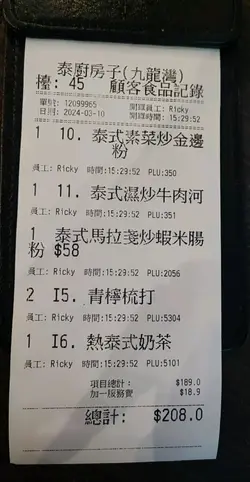 泰廚房子(九龍灣)
檯: 45 顧客食品記錄
單號: 12099965 開單員工: Ricky
日期: 2024-03-10 開單時間: 15:29:52
1 10. 泰式素菜炒金邊
粉
員工: Ricky 時間:15:29:52 PLU:350
1 11. 泰式濕炒牛肉河
員工: Ricky 時間:15:29:52 PLU:351
1 泰式馬拉盞炒蝦米腸
粉 $58
員工: Ricky 時間:15:29:52 PLU:2056
2 I5. 青檸梳打
員工: Ricky 時間:15:29:52 PLU:5304
1 I6. 熱泰式奶茶
員工: Ricky 時間:15:29:52 PLU:5101
項目總計: $189.0
加一服務費 $18.9
總計: $208.0